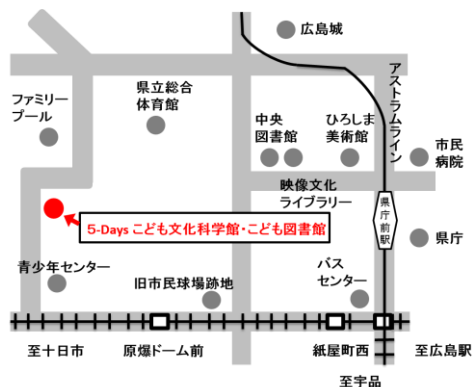 広島城
アストラムライン
ファミリー
プール
県立総合
体育館
中央
図書館
ひろしま
美術館
市民
病院
映像文化
ライブラリー
県庁前駅
県庁
5-Days こども文化科学館・こども図書館
青少年センター
旧市民球場跡地
バス
センター
至十日市
原爆ドーム前
紙屋町西
至広島駅
至宇品